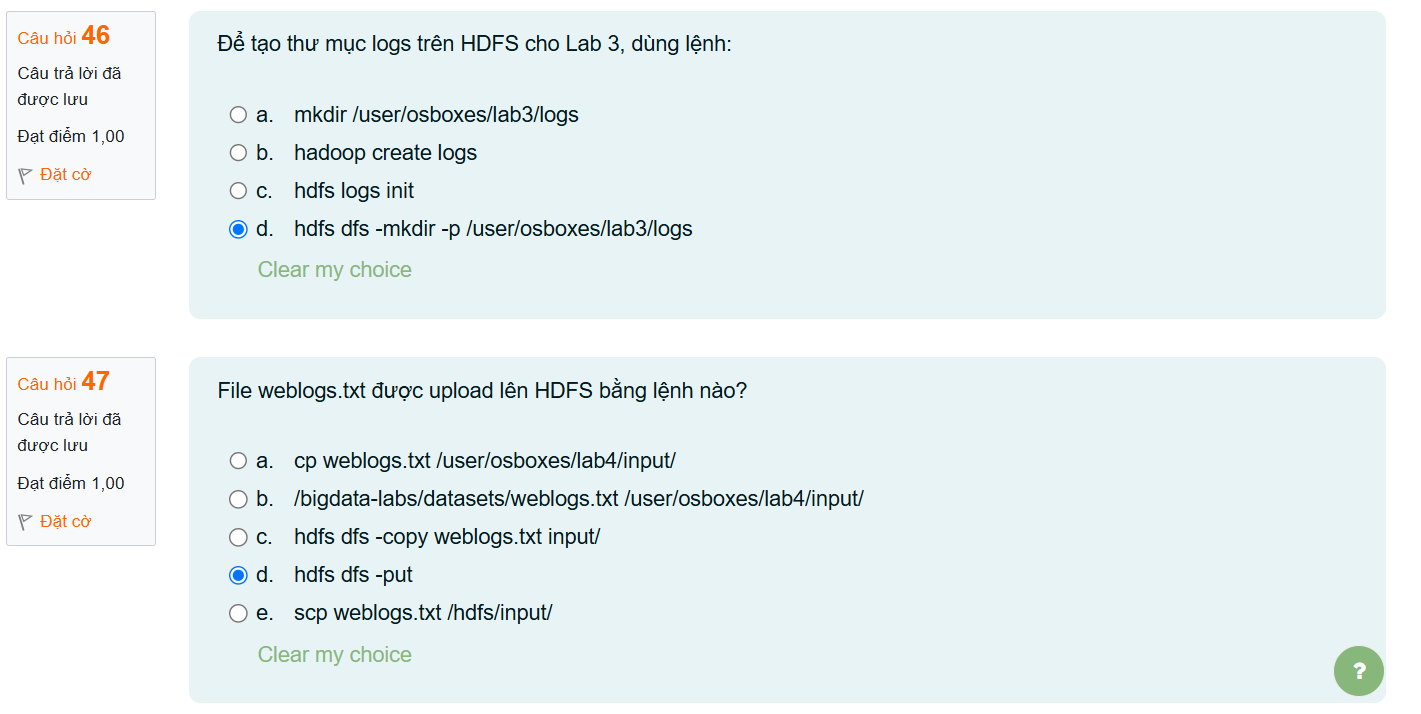 Câu hỏi 46
Câu trả lời đã
được lưu
Đạt điểm 1,00
Đặt cờ
Để tạo thư mục logs trên HDFS cho Lab 3, dùng lệnh:
a. mkdir /user/osboxes/lab3/logs
b. hadoop create logs
c. hdfs logs init
d. hdfs dfs -mkdir -p /user/osboxes/lab3/logs
Clear my choice
Câu hỏi 47
Câu trả lời đã
được lưu
Đạt điểm 1,00
Đặt cờ
File weblogs.txt được upload lên HDFS bằng lệnh nào?
a. cp weblogs.txt /user/osboxes/lab4/input/
b. /bigdata-labs/datasets/weblogs.txt /user/osboxes/lab4/input/
c. hdfs dfs -copy weblogs.txt input/
d. hdfs dfs -put
e. scp weblogs.txt /hdfs/input/
Clear my choice
?